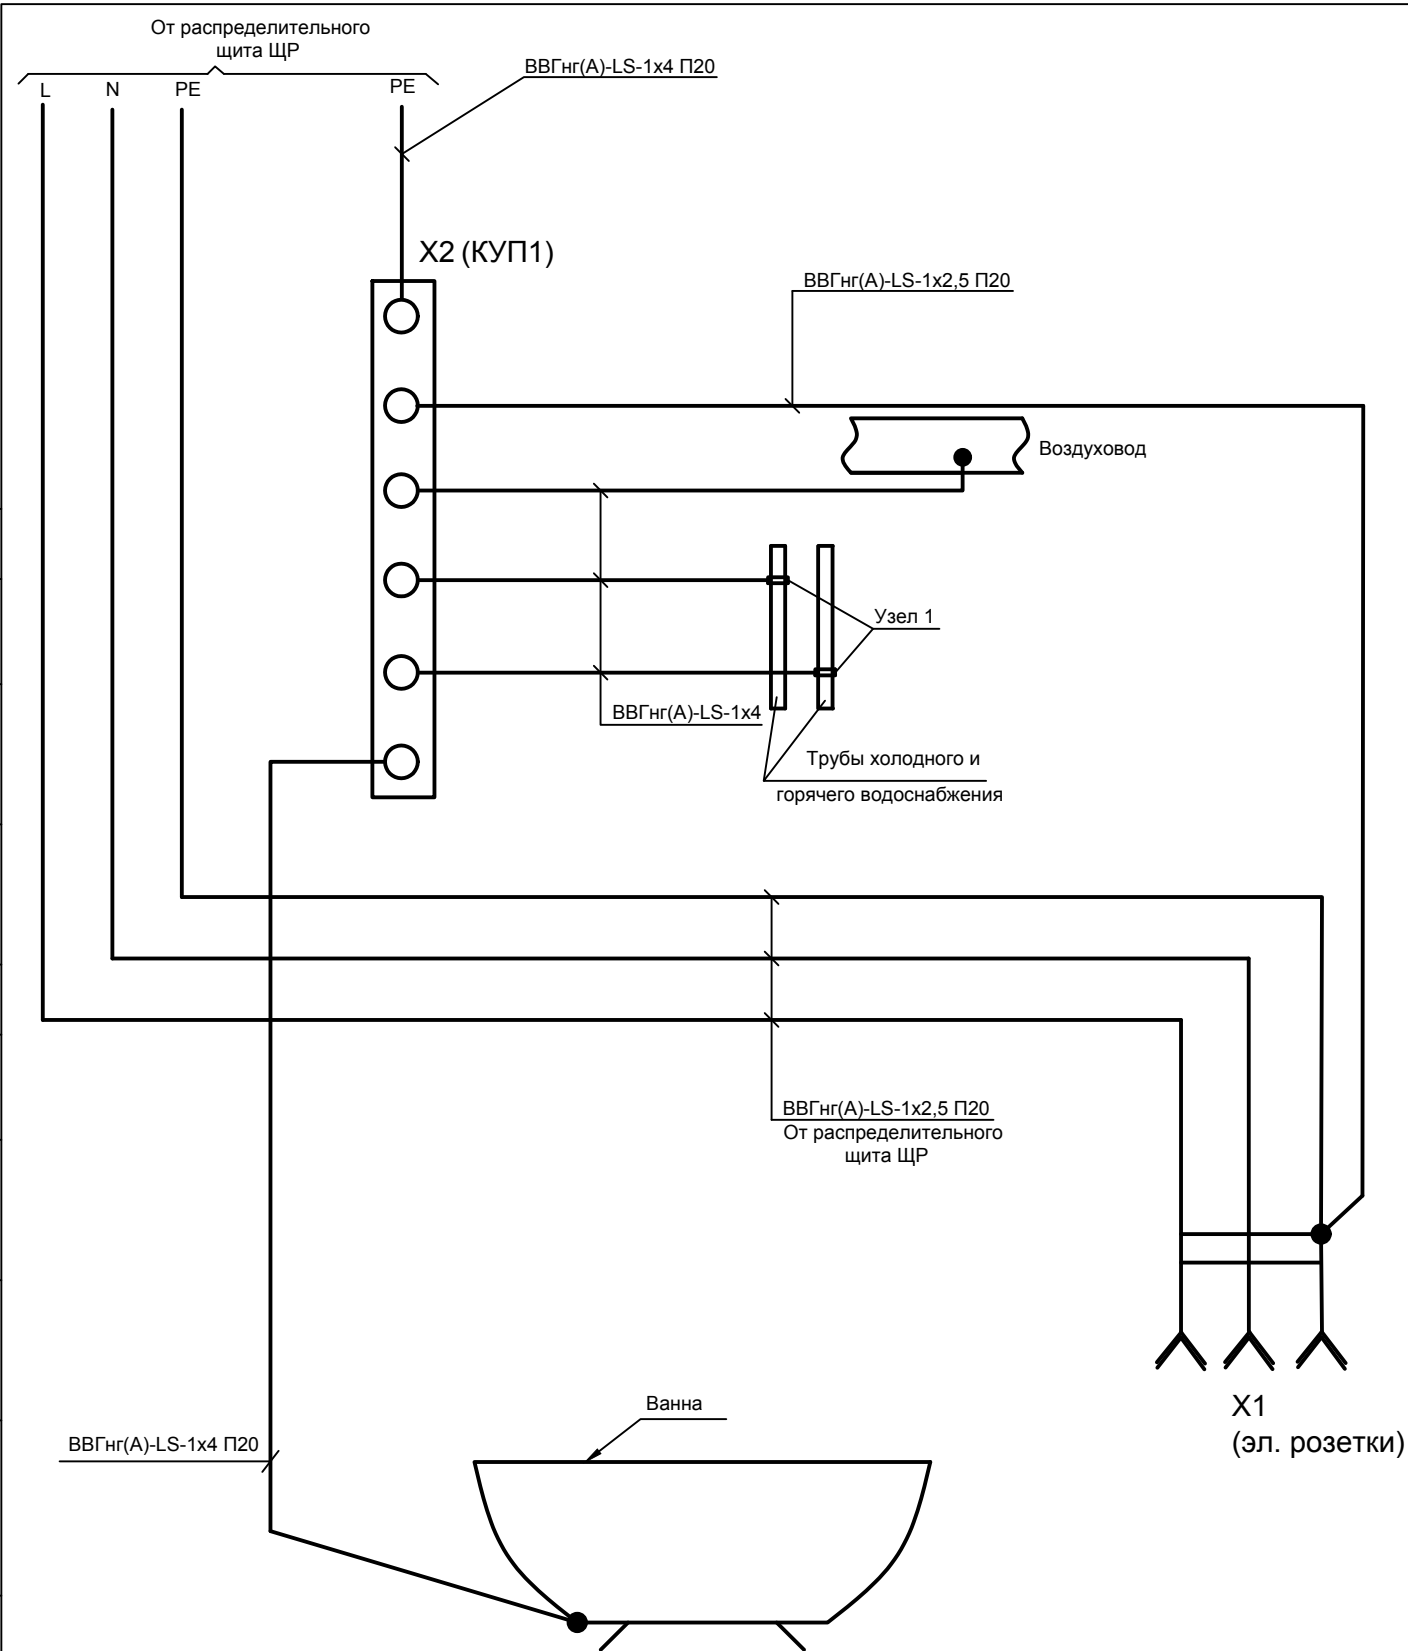 От распределительного
щита ЩР
L N PE PE
ВВГнг(А)-LS-1х4 П20
X2 (КУП1)
ВВГнг(А)-LS-1х2,5 П20
Воздуховод
Узел 1
ВВГнг(А)-LS-1х4
Трубы холодного и
горячего водоснабжения
ВВГнг(А)-LS-1х2,5 П20
От распределительного
щита ЩР
X1
(эл. розетки)
Ванна
ВВГнг(А)-LS-1х4 П20